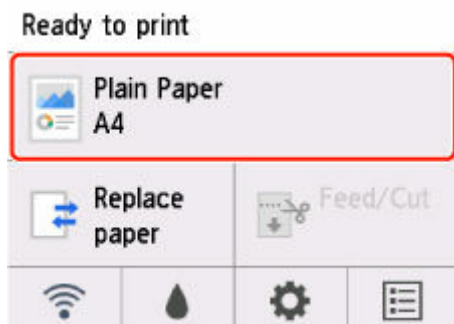 Ready to print
Plain Paper
A4
Replace
paper
Feed/Cut